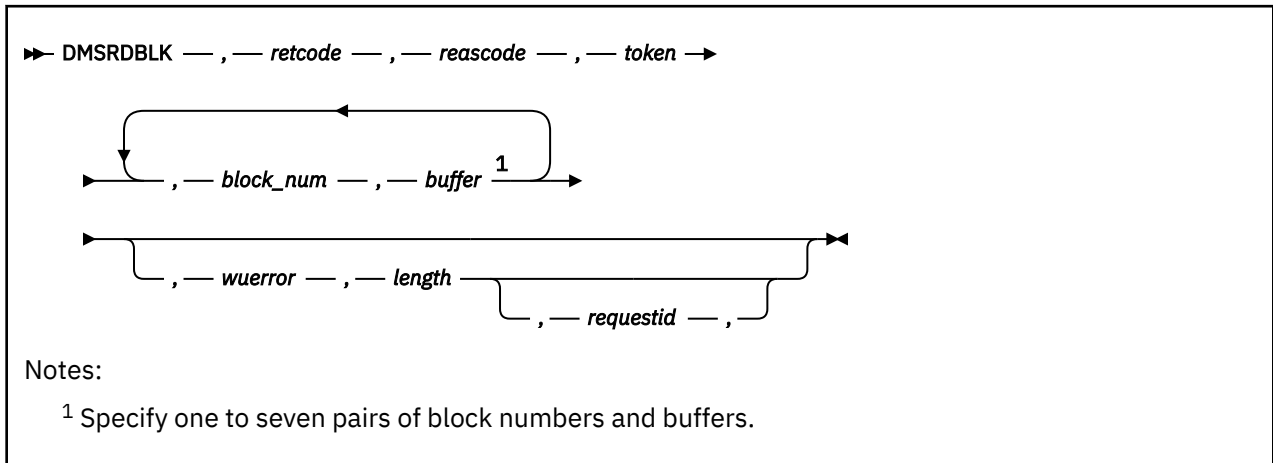 DMSRDBLK , retcode , reascode , token
, block_num , buffer 1
, wuerror , length
, requestid ,
Notes:
1 Specify one to seven pairs of block numbers and buffers.